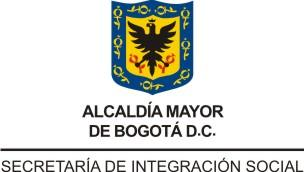 ALCALDÍA MAYOR
DE BOGOTÁ D.C.
SECRETARÍA DE INTEGRACIÓN SOCIAL